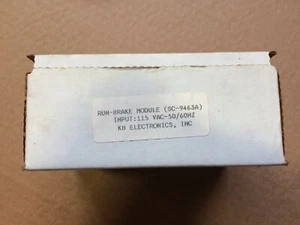 RUN-BRAKE MODULE (SC-9463A)
INPUT:115 VAC-50/60HZ
KB ELECTRONICS, INC